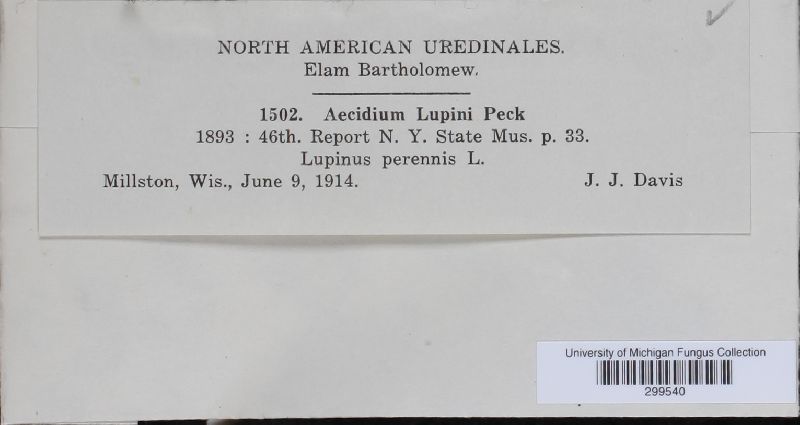 NORTH AMERICAN UREDINALES.
Elam Bartholomew.
1502. Aecidium Lupini Peck
1893 : 46th. Report N. Y. State Mus. p. 33.
Lupinus perennis L.
Millston, Wis., June 9, 1914. J. J. Davis
University of Michigan Fungus Collection
299540